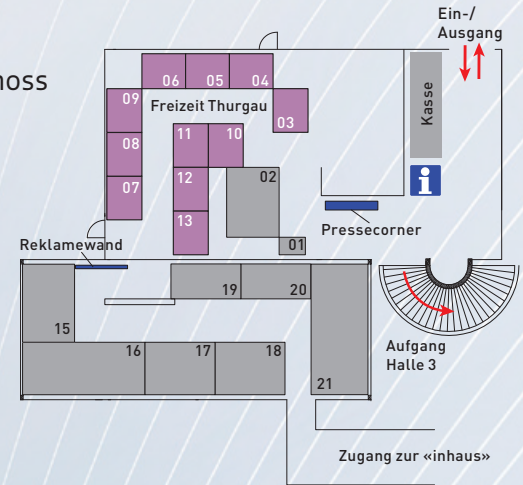 Ein-/
Ausgang
noss
06 05 04
09
Freizeit Thurgau
03
Kasse
11 10
08
12 02
07
i
13
Pressecorner
Reklamewand
01
19 20
15
Aufgang
Halle 3
16 17 18
21
Zugang zur «inhaus»